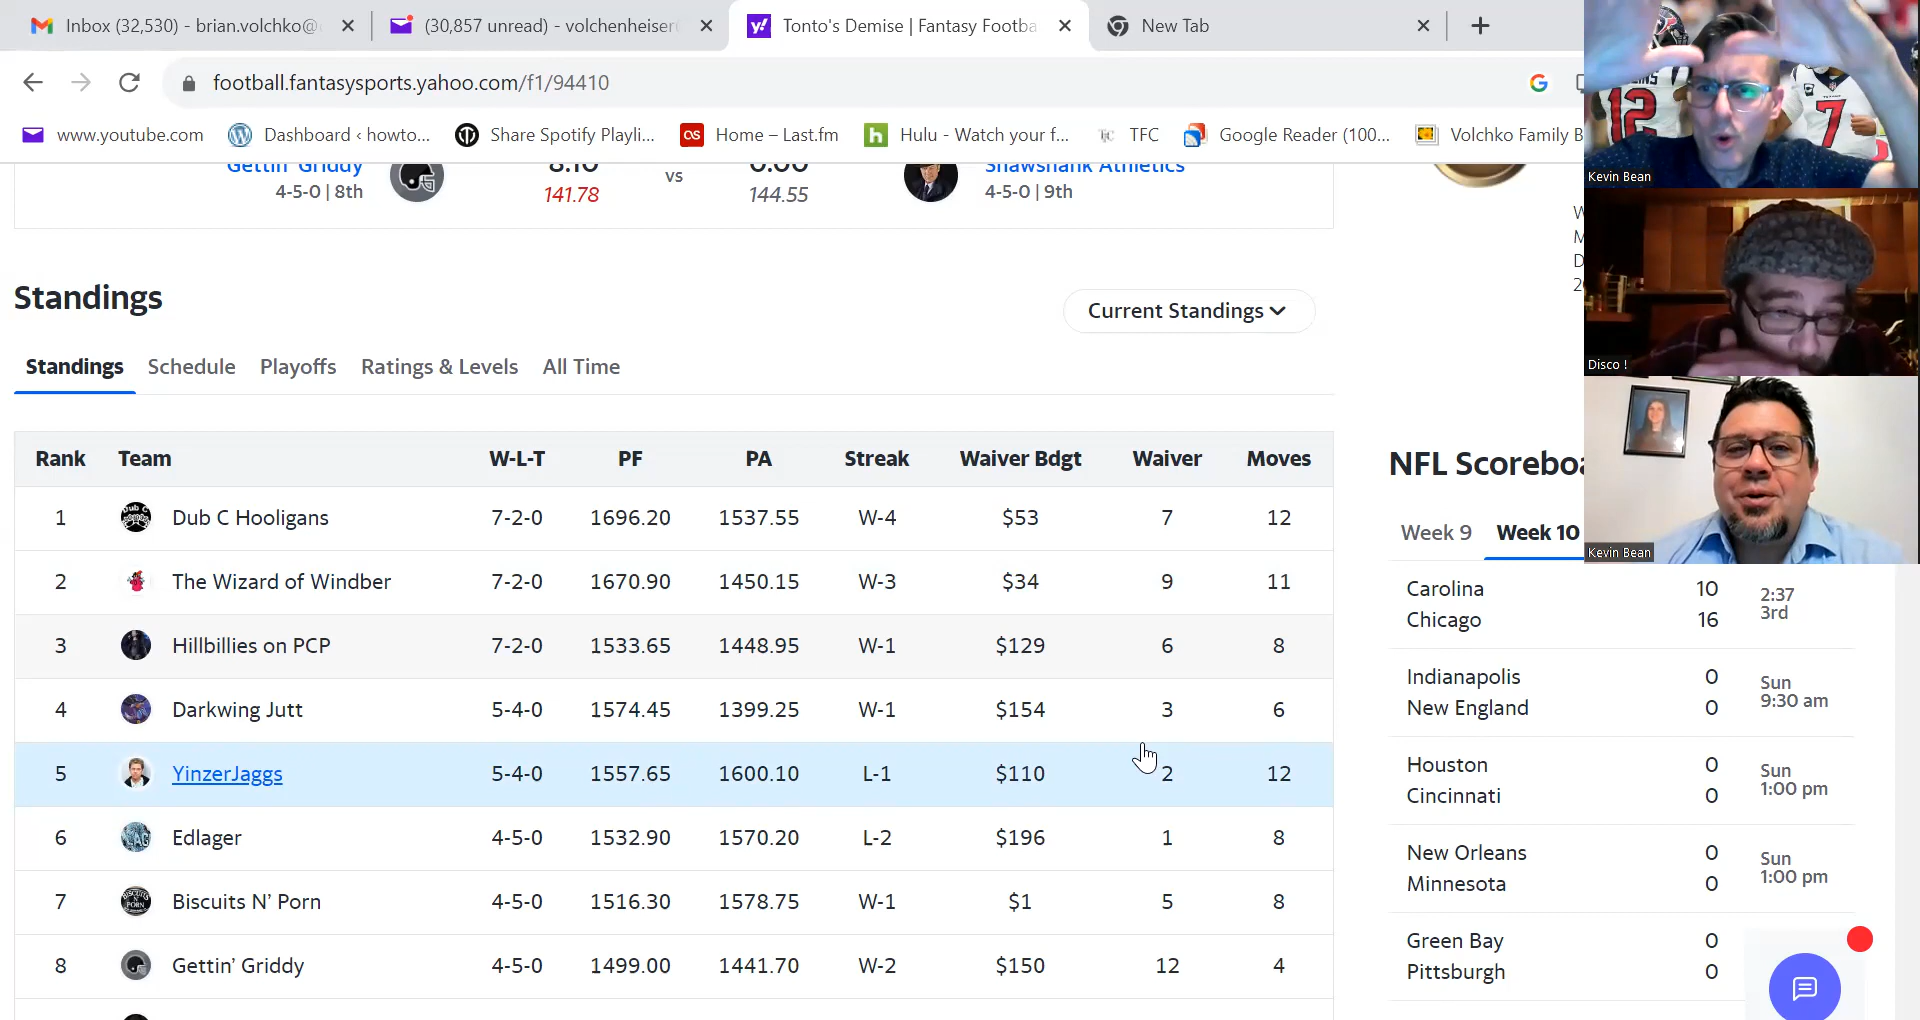 Inbox (32,530) - brian.volchko@
(30,857 unread) - volchenheiser
Tonto's Demise | Fantasy Footba
New Tab
football.fantasysports.yahoo.com/f1/94410
www.youtube.com
Dashboard ‹ howto...
Share Spotify Playli...
Home – Last.fm
Hulu - Watch your f...
TFC
Google Reader (100...
Volchko Family B
Gettin' Griddy
4-5-0 | 8th
8.10
141.78
vs
0.00
144.55
Shawshank Athletics
4-5-0 | 9th
Kevin Bean
Disco !
Kevin Bean
12
7
W
M
D
2
Standings
Current Standings
Standings Schedule Playoffs Ratings & Levels All Time
Rank Team W-L-T PF PA Streak Waiver Bdgt Waiver Moves
1 Dub C Hooligans 7-2-0 1696.20 1537.55 W-4 $53 7 12
2 The Wizard of Windber 7-2-0 1670.90 1450.15 W-3 $34 9 11
3 Hillbillies on PCP 7-2-0 1533.65 1448.95 W-1 $129 6 8
4 Darkwing Jutt 5-4-0 1574.45 1399.25 W-1 $154 3 6
5 YinzerJaggs 5-4-0 1557.65 1600.10 L-1 $110 2 12
6 Edlager 4-5-0 1532.90 1570.20 L-2 $196 1 8
7 Biscuits N’ Porn 4-5-0 1516.30 1578.75 W-1 $1 5 8
8 Gettin’ Griddy 4-5-0 1499.00 1441.70 W-2 $150 12 4
NFL Scoreboa
Week 9 Week 10
Carolina 10
Chicago 16
2:37
3rd
Indianapolis 0
New England 0
Sun
9:30 am
Houston 0
Cincinnati 0
Sun
1:00 pm
New Orleans 0
Minnesota 0
Sun
1:00 pm
Green Bay 0
Pittsburgh 0